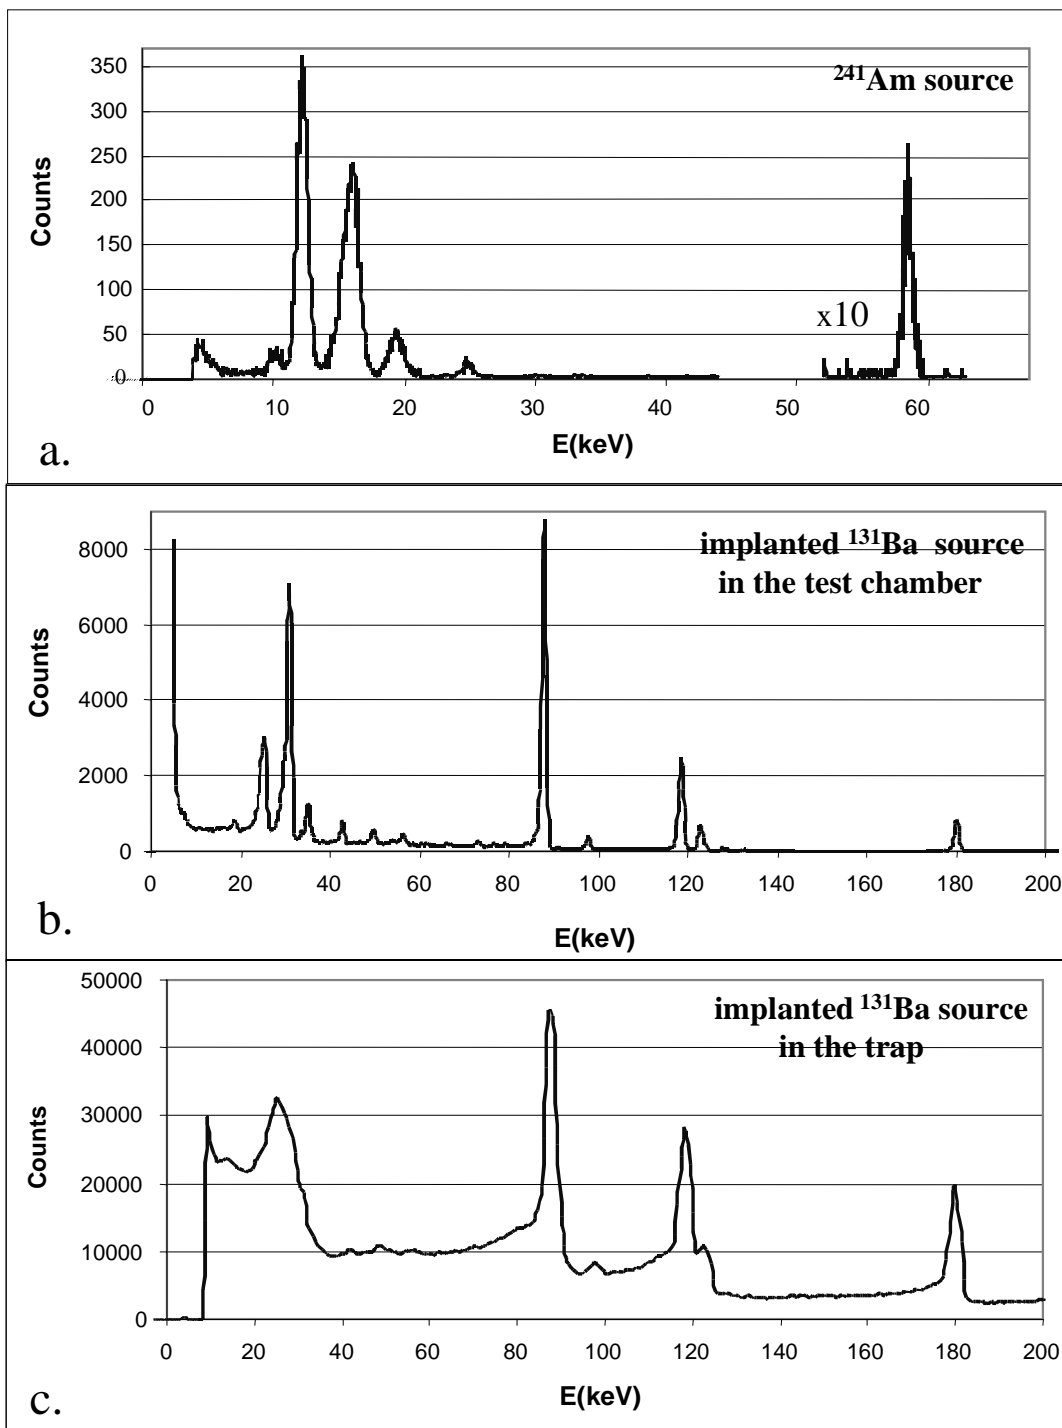 350
300
250
200
150
100
50
0
Counts
²⁴¹Am source
x10
0 10 20 30 40 50 60
E(keV)
a.
8000
6000
4000
2000
0
Counts
implanted ¹³¹Ba source
in the test chamber
0 20 40 60 80 100 120 140 160 180 200
E(keV)
b.
50000
40000
30000
20000
10000
0
Counts
implanted ¹³¹Ba source
in the trap
0 20 40 60 80 100 120 140 160 180 200
E(keV)
c.